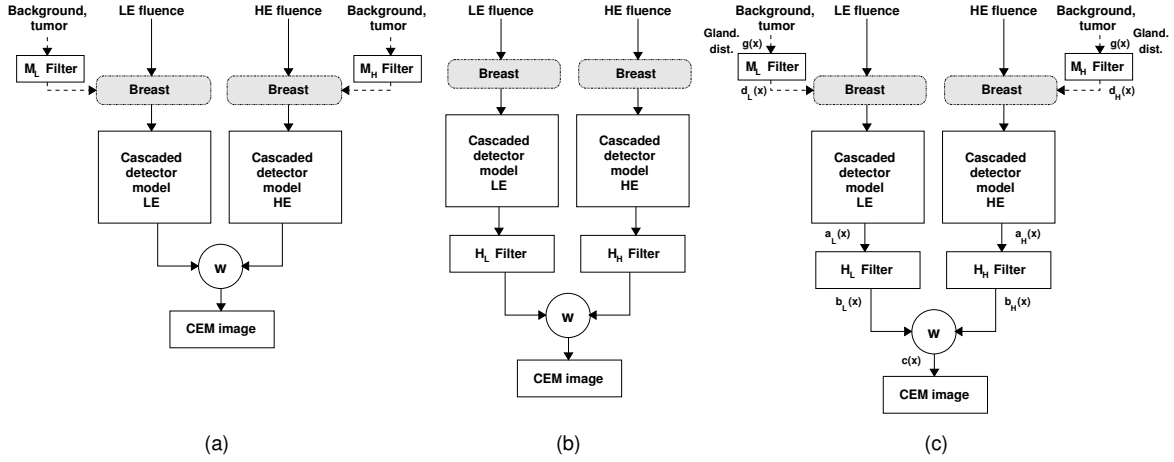 Background,
tumor
LE fluence
HE fluence
Background,
tumor
M_L Filter
M_H Filter
Breast
Breast
Cascaded
detector
model
LE
Cascaded
detector
model
HE
w
CEM image
(a)
LE fluence
HE fluence
Breast
Breast
Cascaded
detector
model
LE
Cascaded
detector
model
HE
H_L Filter
H_H Filter
w
CEM image
(b)
Background,
tumor
LE fluence
HE fluence
Background,
tumor
Gland.
dist.
g(x)
g(x)
Gland.
dist.
M_L Filter
M_H Filter
d_L(x)
d_H(x)
Breast
Breast
Cascaded
detector
model
LE
Cascaded
detector
model
HE
a_L(x)
a_H(x)
H_L Filter
H_H Filter
b_L(x)
b_H(x)
w
c(x)
CEM image
(c)